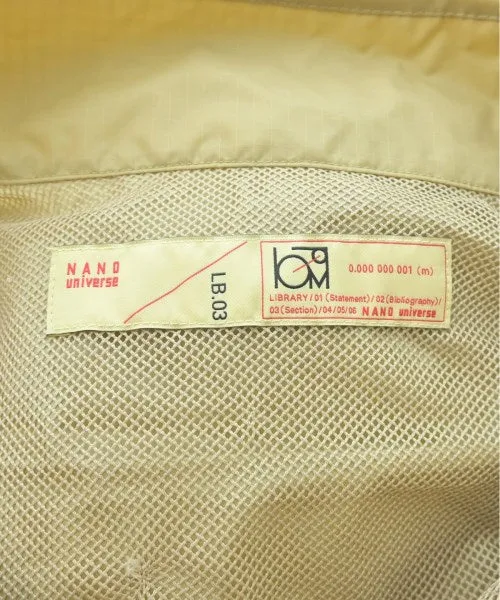 NANO
universe
LB.03
0.000 000 001 (m)
LIBRARY/01 (Statement)/02 (Bibliography)/
03 (Section)/04/05/06 NANO universe